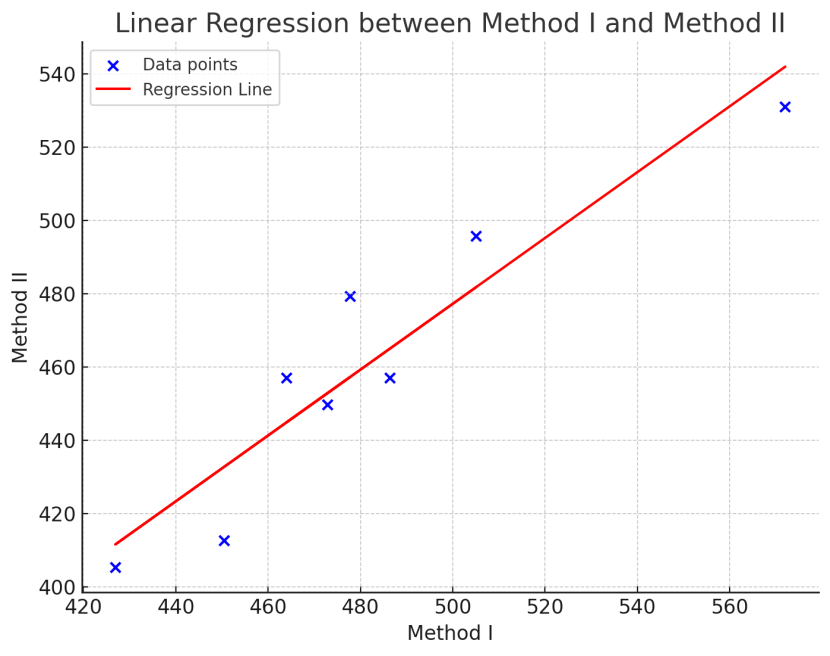 Linear Regression between Method I and Method II
Data points
Regression Line
540
520
500
480
460
440
420
400
Method II
420 440 460 480 500 520 540 560
Method I